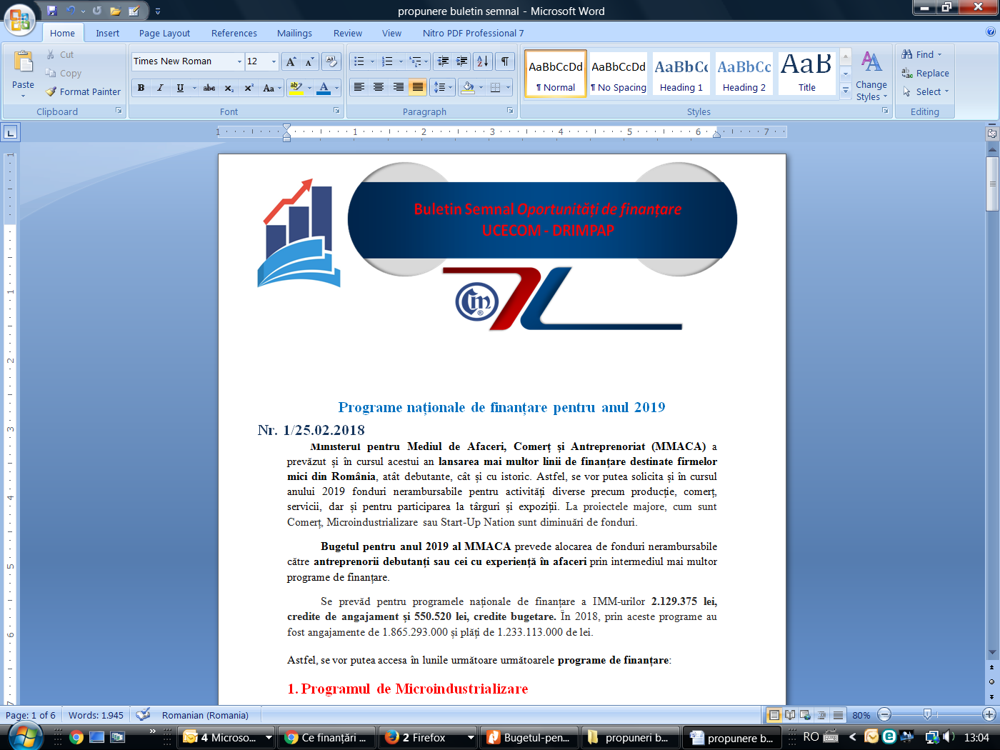 propunere buletin semnal - Microsoft Word
Home Insert Page Layout References Mailings Review View Nitro PDF Professional 7
Paste Cut Copy Format Painter Clipboard
Times New Roman 12
B I U abc x₂ x² Aa ab A
Font
Paragraph
AaBbCcDd ¶ Normal
AaBbCcDd ¶ No Spacing
AaBbCc Heading 1
AaBbCc Heading 2
AaB Title
Change Styles
Styles
Find
Replace
Select
Editing
1 1 2 3 4 5 6 7
Buletin Semnal Oportunități de finanțare
UCECOM - DRIMPAP
Programe naționale de finanțare pentru anul 2019
Nr. 1/25.02.2018
Ministerul pentru Mediul de Afaceri, Comerț și Antreprenoriat (MMACA) a
prevăzut și în cursul acestui an lansarea mai multor linii de finanțare destinate firmelor
mici din România, atât debutante, cât și cu istoric. Astfel, se vor putea solicita și în cursul
anului 2019 fonduri nerambursabile pentru activități diverse precum producție, comerț,
servicii, dar și pentru participarea la târguri și expoziții. La proiectele majore, cum sunt
Comerț, Microindustrializare sau Start-Up Nation sunt diminuări de fonduri.
Bugetul pentru anul 2019 al MMACA prevede alocarea de fonduri nerambursabile
către antreprenorii debutanți sau cei cu experiență în afaceri prin intermediul mai multor
programe de finanțare.
Se prevăd pentru programele naționale de finanțare a IMM-urilor 2.129.375 lei,
credite de angajament și 550.520 lei, credite bugetare. În 2018, prin aceste programe au
fost angajamente de 1.865.293.000 și plăți de 1.233.113.000 de lei.
Astfel, se vor putea accesa în lunile următoare următoarele programe de finanțare:
1. Programul de Microindustrializare
Page: 1 of 6 Words: 1.945 Romanian (Romania) 80%
4 Microso... Ce finanțări ... 2 Firefox Bugetul-pen... propuneri b... propunere b... RO 13:04